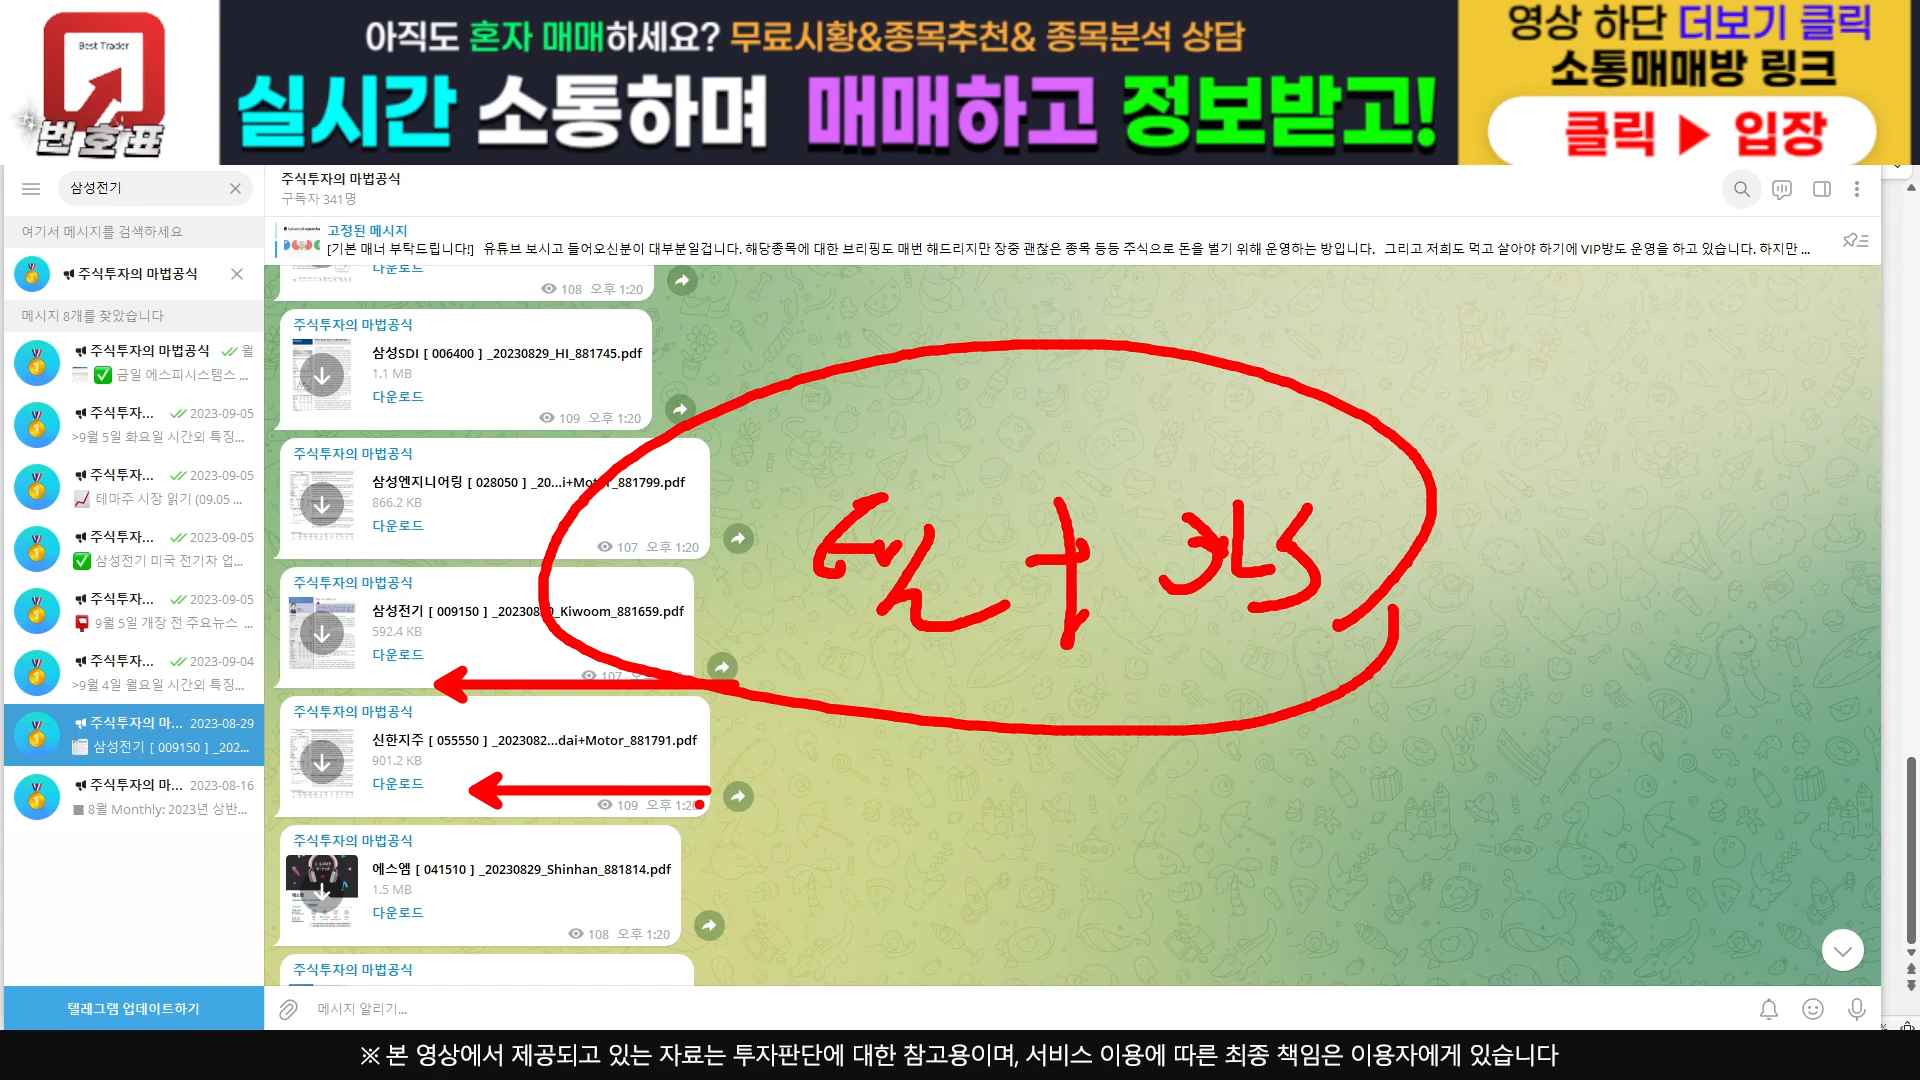 Best Trader
번호표
아직도 혼자 매매하세요? 무료시황&종목추천& 종목분석 상담
실시간 소통하며 매매하고 정보받고!
영상 하단 더보기 클릭
소통매매방 링크
클릭 ▶ 입장
삼성전기
여기서 메시지를 검색하세요
주식투자의 마법공식
메시지 8개를 찾았습니다
주식투자의 마법공식 월
✅ 금일 에스피시스템스 ...
주식투자... 2023-09-05
>9월 5일 화요일 시간외 특징...
주식투자... 2023-09-05
테마주 시장 읽기 (09.05 ...
주식투자... 2023-09-05
✅ 삼성전기 미국 전기차 업...
주식투자... 2023-09-05
9월 5일 개장 전 주요뉴스 ...
주식투자... 2023-09-04
>9월 4일 월요일 시간외 특징...
주식투자의 마... 2023-08-29
삼성전기 [ 009150 ] _202...
주식투자의 마... 2023-08-16
■ 8월 Monthly: 2023년 상반...
텔레그램 업데이트하기
주식투자의 마법공식
구독자 341명
고정된 메시지
[기본 매너 부탁드립니다!] 유튜브 보시고 들어오신분이 대부분일겁니다. 해당종목에 대한 브리핑도 매번 해드리지만 장중 괜찮은 종목 등등 주식으로 돈을 벌기 위해 운영하는 방입니다. 그리고 저희도 먹고 살아야 하기에 VIP방도 운영을 하고 있습니다. 하지만 ...
다운로드
108 오후 1:20
주식투자의 마법공식
삼성SDI [ 006400 ] _20230829_HI_881745.pdf
1.1 MB
다운로드
109 오후 1:20
주식투자의 마법공식
삼성엔지니어링 [ 028050 ] _20...i+Motor_881799.pdf
866.2 KB
다운로드
107 오후 1:20
주식투자의 마법공식
삼성전기 [ 009150 ] _20230829_Kiwoom_881659.pdf
592.4 KB
다운로드
107
주식투자의 마법공식
신한지주 [ 055550 ] _2023082...dai+Motor_881791.pdf
901.2 KB
다운로드
109 오후 1:20
주식투자의 마법공식
에스엠 [ 041510 ] _20230829_Shinhan_881814.pdf
1.5 MB
다운로드
108 오후 1:20
주식투자의 마법공식
메시지 알리기...
※ 본 영상에서 제공되고 있는 자료는 투자판단에 대한 참고용이며, 서비스 이용에 따른 최종 책임은 이용자에게 있습니다